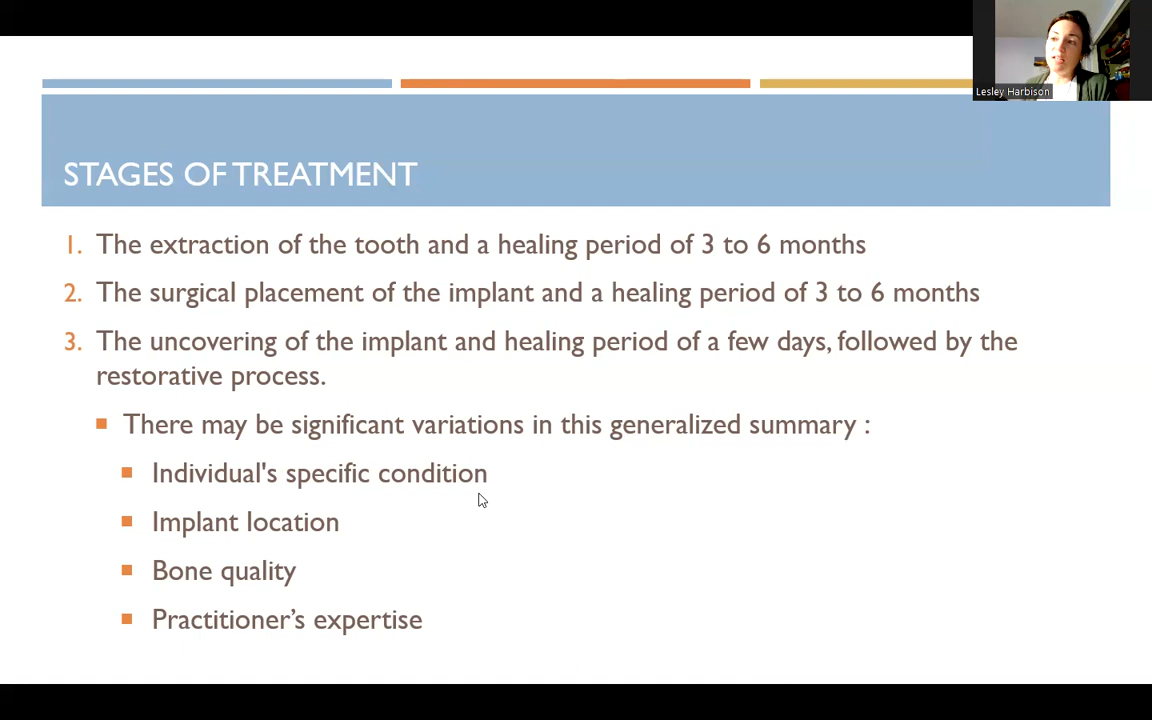 Lesley Harbison
STAGES OF TREATMENT
1. The extraction of the tooth and a healing period of 3 to 6 months
2. The surgical placement of the implant and a healing period of 3 to 6 months
3. The uncovering of the implant and healing period of a few days, followed by the
restorative process.
There may be significant variations in this generalized summary :
Individual's specific condition
Implant location
Bone quality
Practitioner’s expertise